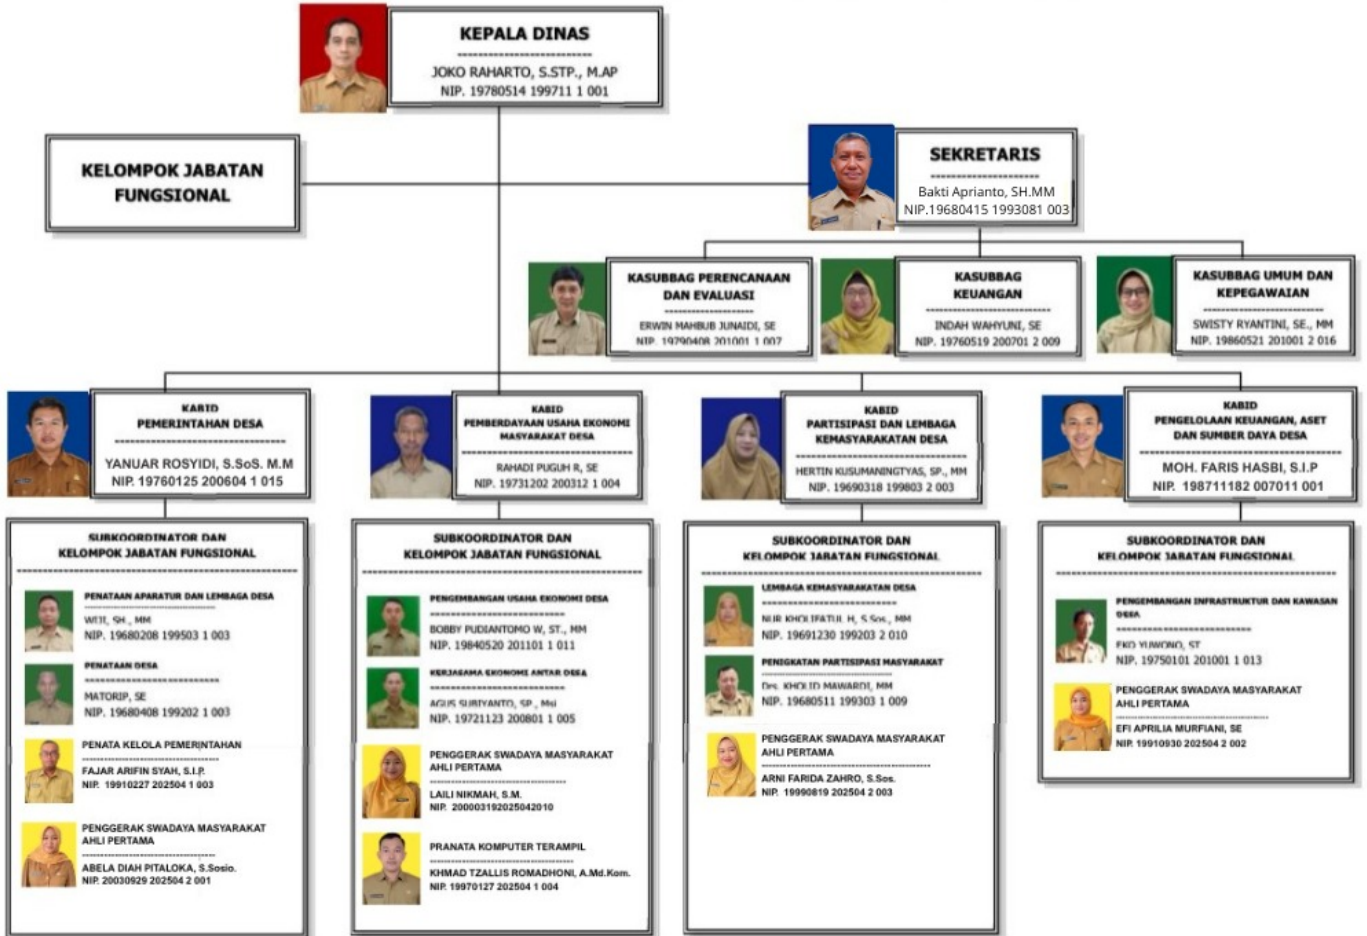 KEPALA DINAS
JOKO RAHARTO, S.STP., M.AP
NIP. 19780514 199711 1 001
KELOMPOK JABATAN
FUNGSIONAL
SEKRETARIS
Bakti Aprianto, SH.MM
NIP.19680415 1993081 003
KASUBBAG PERENCANAAN
DAN EVALUASI
ERWIN MAHBUB JUNAIDI, SE
NIP. 19790408 201001 1 007
KASUBBAG
KEUANGAN
INDAH WAHYUNI, SE
NIP. 19760519 200701 2 009
KASUBBAG UMUM DAN
KEPEGAWAIAN
SWISTY RYANTINI, SE., MM
NIP. 19860521 201001 2 016
KABID
PEMERINTAHAN DESA
YANUAR ROSYIDI, S.SoS. M.M
NIP. 19760125 200604 1 015
KABID
PEMBERDAYAAN USAHA EKONOMI
MASYARAKAT DESA
RAHADI PUGUH R, SE
NIP. 19731202 200312 1 004
KABID
PARTISIPASI DAN LEMBAGA
KEMASYARAKATAN DESA
HERTIN KUSUMANINGTYAS, SP., MM
NIP. 19690318 199803 2 003
KABID
PENGELOLAAN KEUANGAN, ASET
DAN SUMBER DAYA DESA
MOH. FARIS HASBI, S.I.P
NIP. 198711182 007011 001
SUBKOORDINATOR DAN
KELOMPOK JABATAN FUNGSIONAL
PENATAAN APARATUR DAN LEMBAGA DESA
WIJI, SH., MM
NIP. 19680208 199503 1 003
PENATAAN DESA
MATORIP, SE
NIP. 19680408 199202 1 003
PENATA KELOLA PEMERINTAHAN
FAJAR ARIFIN SYAH, S.I.P.
NIP. 19910227 202504 1 003
PENGGERAK SWADAYA MASYARAKAT
AHLI PERTAMA
ABELA DIAH PITALOKA, S.Sosio.
NIP. 20030929 202504 2 001
SUBKOORDINATOR DAN
KELOMPOK JABATAN FUNGSIONAL
PENGEMBANGAN USAHA EKONOMI DESA
BOBBY PUDIANTOMO W, ST., MM
NIP. 19840520 201101 1 011
KERJASAMA EKONOMI ANTAR DESA
AGUS SUBIYANTO, SP., Msi
NIP. 19721123 200801 1 005
PENGGERAK SWADAYA MASYARAKAT
AHLI PERTAMA
LAILI NIKMAH, S.M.
NIP. 200003192025042010
PRANATA KOMPUTER TERAMPIL
KHMAD TZALLIS ROMADHONI, A.Md.Kom.
NIP. 19970127 202504 1 004
SUBKOORDINATOR DAN
KELOMPOK JABATAN FUNGSIONAL
LEMBAGA KEMASYARAKATAN DESA
NUR KHOLIFATUL H, S.Sos., MM
NIP. 19691230 199203 2 010
PENIGKATAN PARTISIPASI MASYARAKAT
Drs. KHOLID MAWARDI, MM
NIP. 19680511 199303 1 009
PENGGERAK SWADAYA MASYARAKAT
AHLI PERTAMA
ARNI FARIDA ZAHRO, S.Sos.
NIP. 19990819 202504 2 003
SUBKOORDINATOR DAN
KELOMPOK JABATAN FUNGSIONAL
PENGEMBANGAN INFRASTRUKTUR DAN KAWASAN
DESA
EKO YUWONO, ST
NIP. 19750101 201001 1 013
PENGGERAK SWADAYA MASYARAKAT
AHLI PERTAMA
EFI APRILIA MURFIANI, SE
NIP. 19910930 202504 2 002